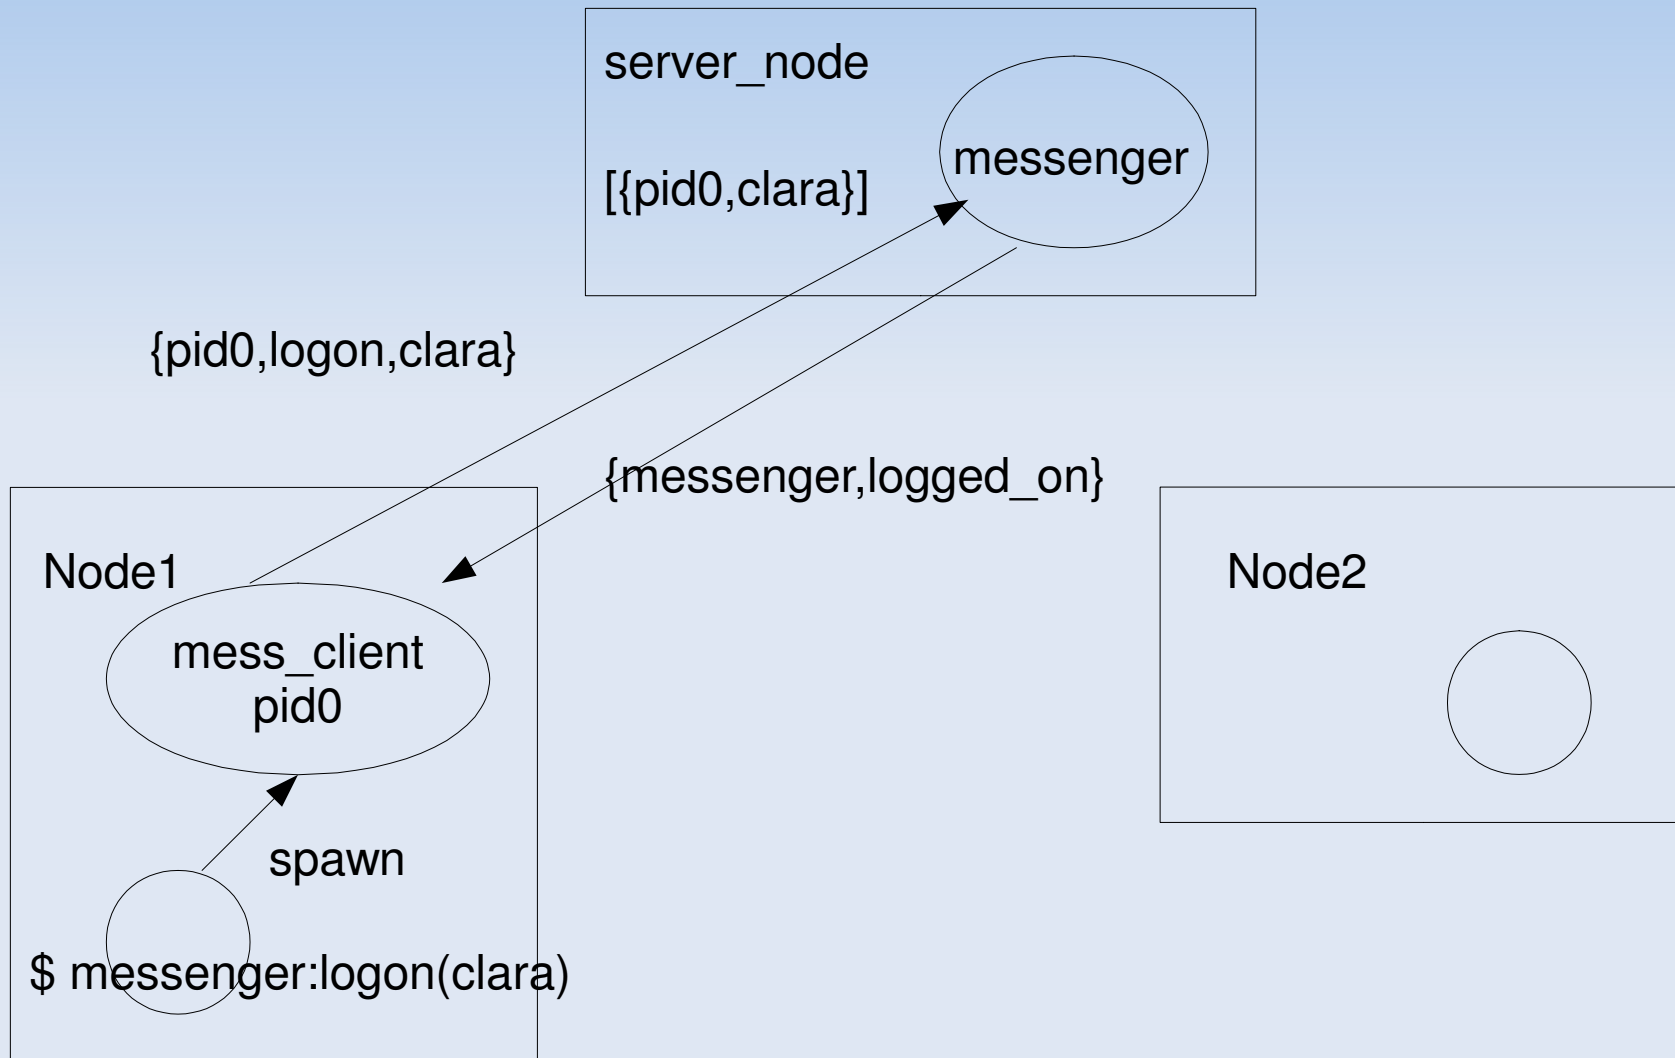 server_node
messenger
[{pid0,clara}]
{pid0,logon,clara}
{messenger,logged_on}
Node1
Node2
mess_client
pid0
spawn
$ messenger:logon(clara)